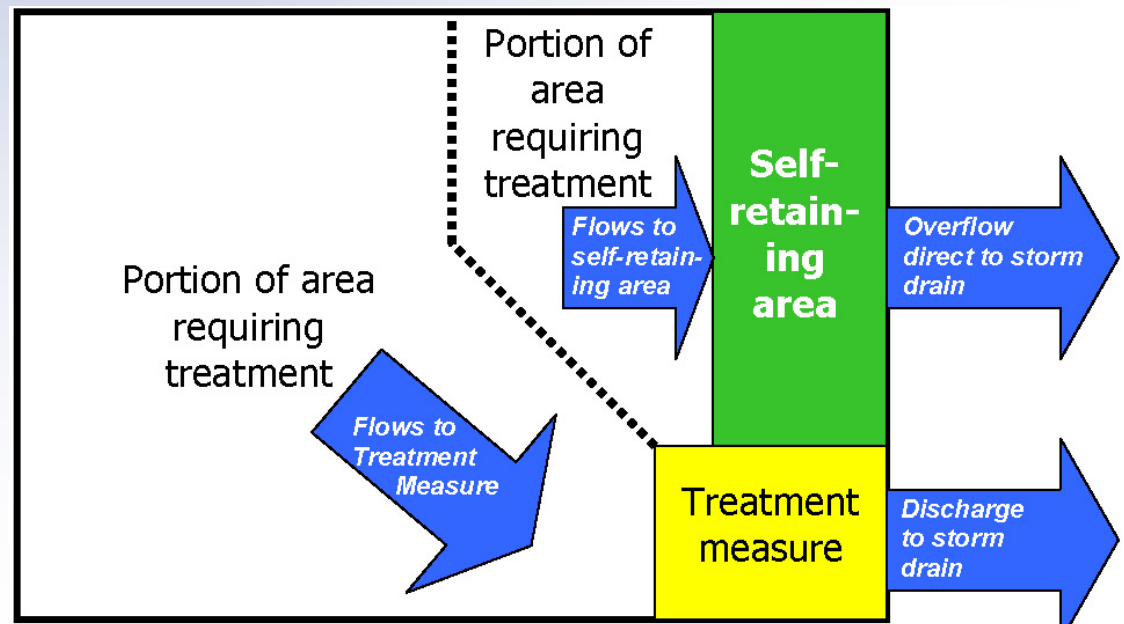 Portion of
area
requiring
treatment
Self-
retain-
ing
area
Flows to
self-retain-
ing area
Overflow
direct to storm
drain
Portion of area
requiring
treatment
Flows to
Treatment
Measure
Treatment
measure
Discharge
to storm
drain